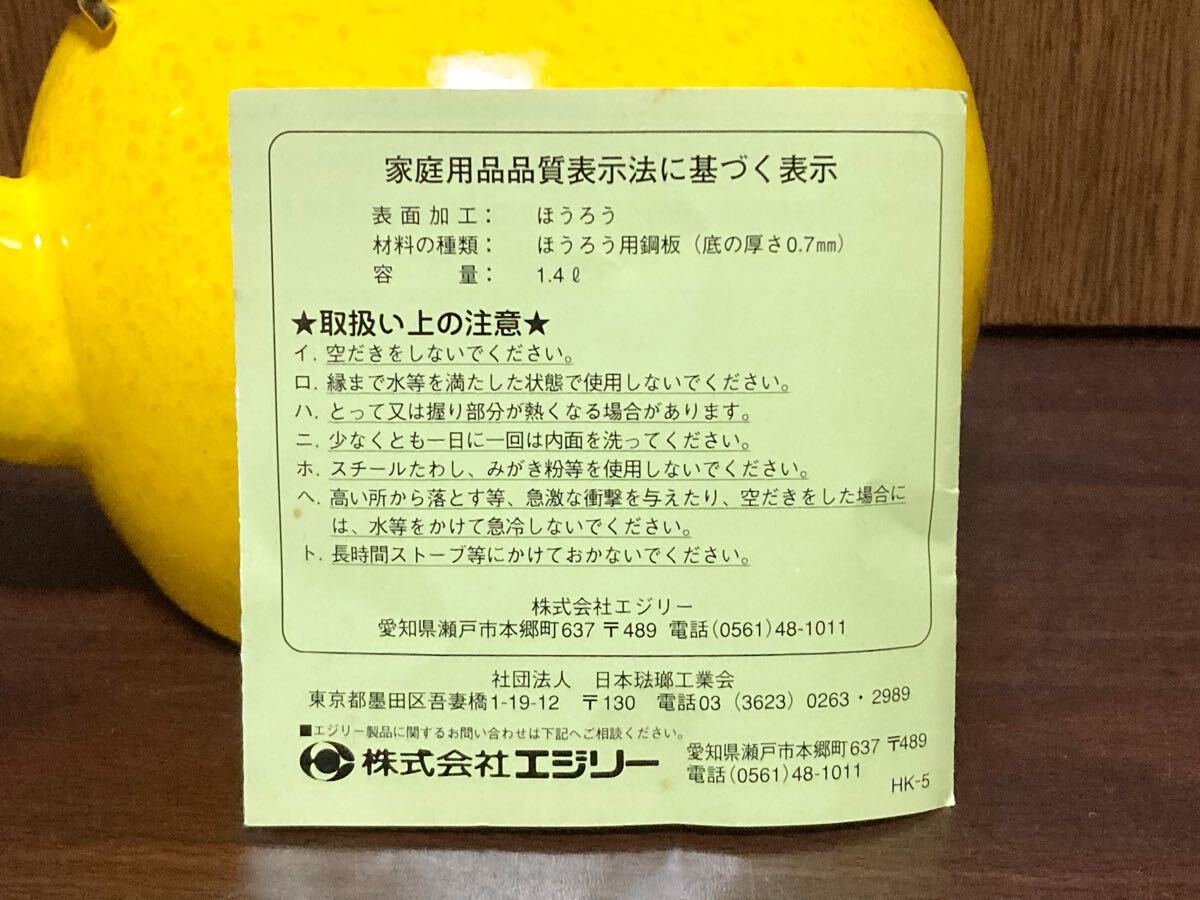 家庭用品品質表示法に基づく表示
表面加工： ほうろう
材料の種類： ほうろう用鋼板（底の厚さ0.7㎜）
容量： 1.4ℓ
★取扱い上の注意★
イ. 空だきをしないでください。
ロ. 縁まで水等を満たした状態で使用しないでください。
ハ. とって又は握り部分が熱くなる場合があります。
ニ. 少なくとも一日に一回は内面を洗ってください。
ホ. スチールたわし、みがき粉等を使用しないでください。
ヘ. 高い所から落とす等、急激な衝撃を与えたり、空だきをした場合に
は、水等をかけて急冷しないでください。
ト. 長時間ストーブ等にかけておかないでください。
株式会社エジリー
愛知県瀬戸市本郷町637 〒489 電話(0561)48-1011
社団法人 日本琺瑯工業会
東京都墨田区吾妻橋1-19-12 〒130 電話03（3623）0263・2989
■エジリー製品に関するお問い合わせは下記へご相談ください。
株式会社エジリー
愛知県瀬戸市本郷町637 〒489
電話(0561)48-1011
HK-5